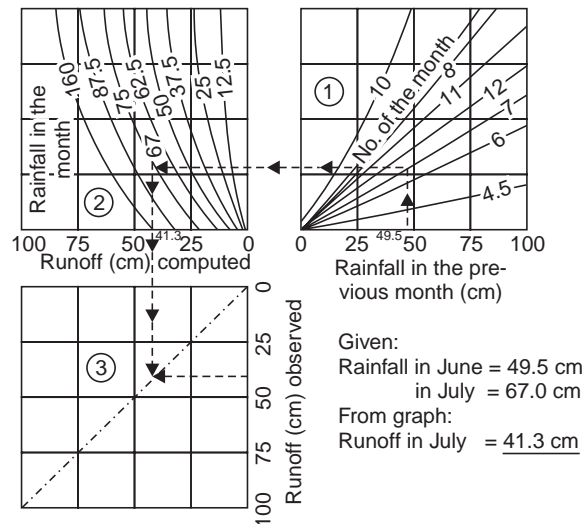 160 87.5 75 62.5 50 37.5 25 12.5
67
Rainfall in the
month
2
100 75 50 25 0
41.3
Runoff (cm) computed
1
10 No. of the month 8 11 12 7 6 4.5
0 25 50 75 100
49.5
Rainfall in the pre-
vious month (cm)
3
0 25 50 75 100
Runoff (cm) observed
Given:
Rainfall in June = 49.5 cm
in July = 67.0 cm
From graph:
Runoff in July = 41.3 cm